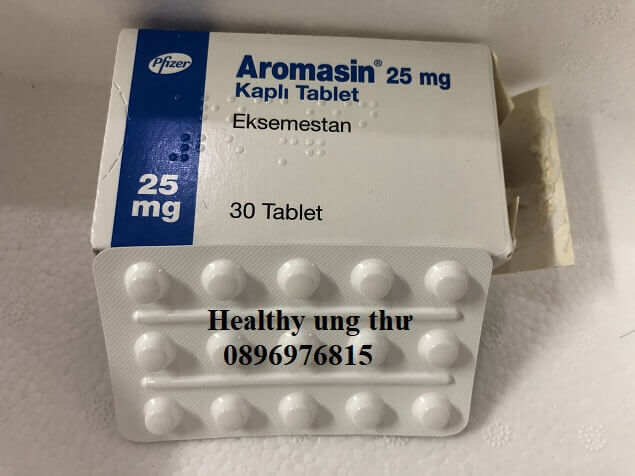 Pfizer
Aromasin® 25 mg
Kaplı Tablet
Eksemestan
25
mg
30 Tablet
Healthy ung thư
0896976815